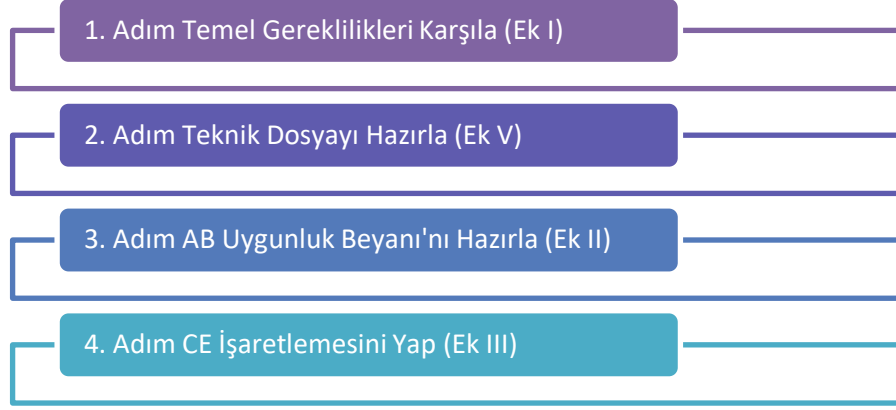 1. Adım Temel Gereklilikleri Karşıla (Ek I)
2. Adım Teknik Dosyayı Hazırla (Ek V)
3. Adım AB Uygunluk Beyanı'nı Hazırla (Ek II)
4. Adım CE İşaretlemesini Yap (Ek III)